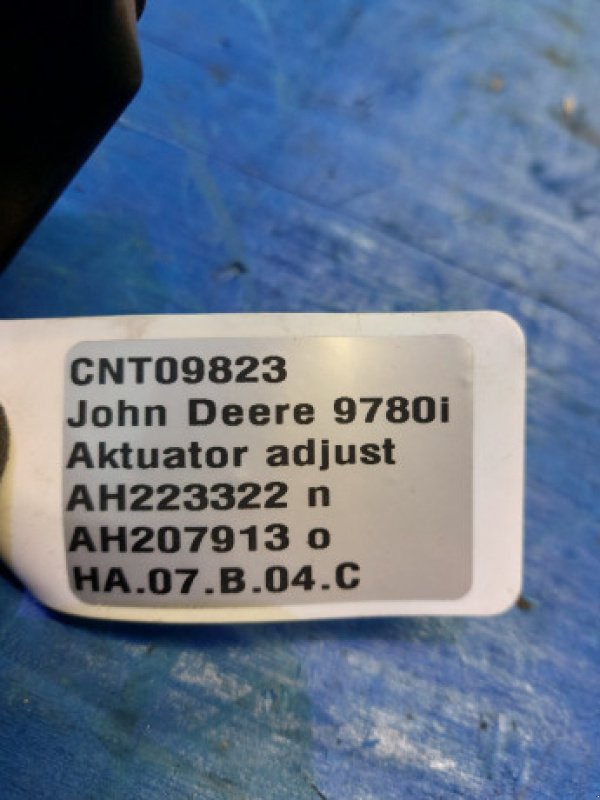 CNT09823
John Deere 9780i
Aktuator adjust
AH223322 n
AH207913 o
HA.07.B.04.C